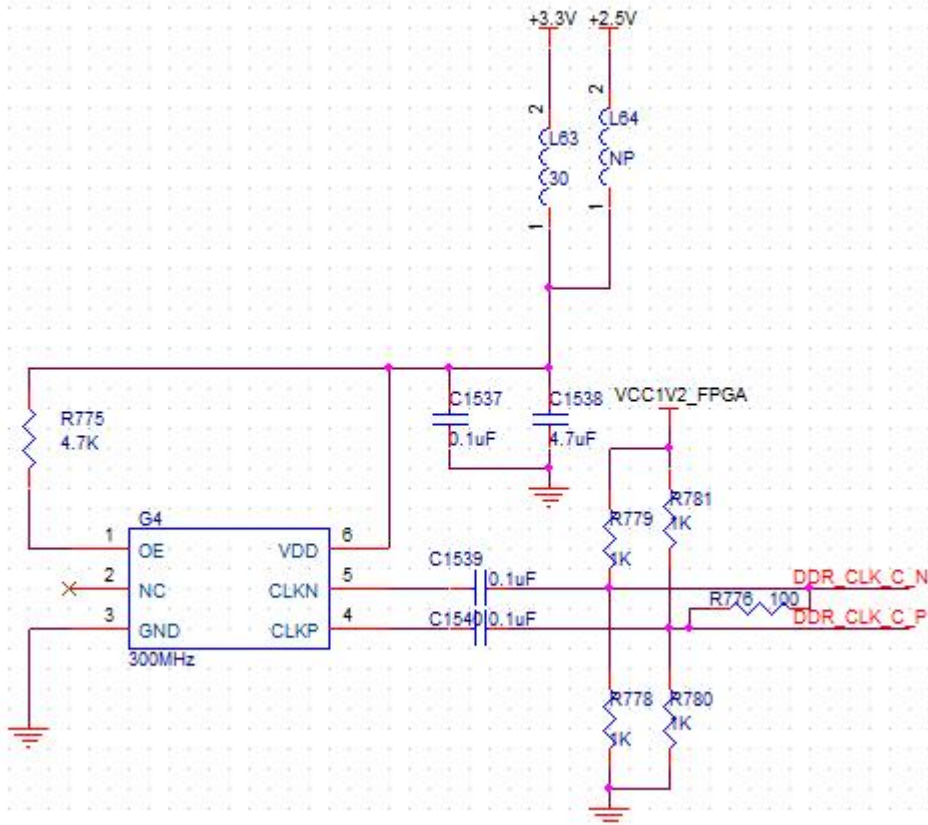 +3.3V +2.5V
2 2
L63 L64
30 NP
1 1
R775
4.7K
C1537 C1538 VCC1V2_FPGA
0.1uF 4.7uF
G4
1 OE VDD 6
2 NC CLKN 5
3 GND CLKP 4
300MHz
C1539
0.1uF
C1540 0.1uF
R779 R781
1K 1K
DDR_CLK_C_N
R776 100
DDR_CLK_C_P
R778 R780
1K 1K